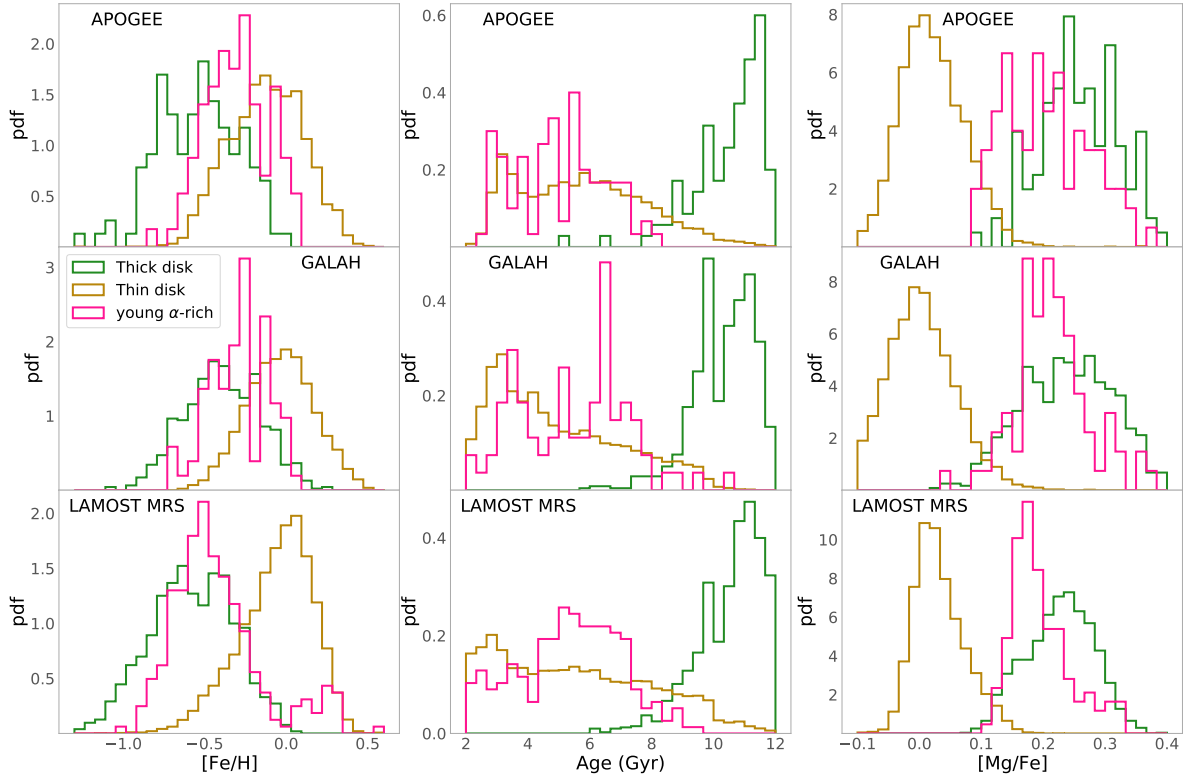 APOGEE
pdf
2.0
1.5
1.0
0.5
APOGEE
pdf
0.6
0.4
0.2
APOGEE
pdf
8
6
4
2
GALAH
Thick disk
Thin disk
young α-rich
pdf
3
2
1
GALAH
pdf
0.4
0.2
GALAH
pdf
8
6
4
2
LAMOST MRS
pdf
2.0
1.5
1.0
0.5
−1.0 −0.5 0.0 0.5
[Fe/H]
LAMOST MRS
pdf
0.4
0.2
0.0
2 4 6 8 10 12
Age (Gyr)
LAMOST MRS
pdf
10
8
6
4
2
−0.1 0.0 0.1 0.2 0.3 0.4
[Mg/Fe]